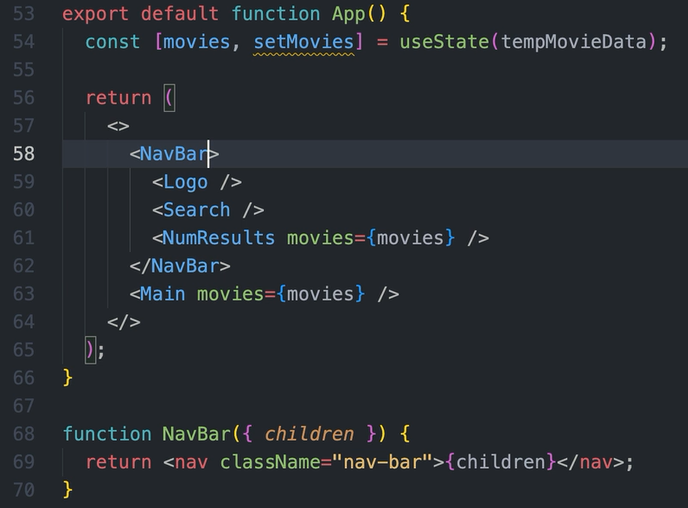 53 export default function App() {
54 const [movies, setMovies] = useState(tempMovieData);
55
56 return (
57 <>
58 <NavBar>
59 <Logo />
60 <Search />
61 <NumResults movies={movies} />
62 </NavBar>
63 <Main movies={movies} />
64 </>
65 );
66 }
67
68 function NavBar({ children }) {
69 return <nav className="nav-bar">{children}</nav>;
70 }